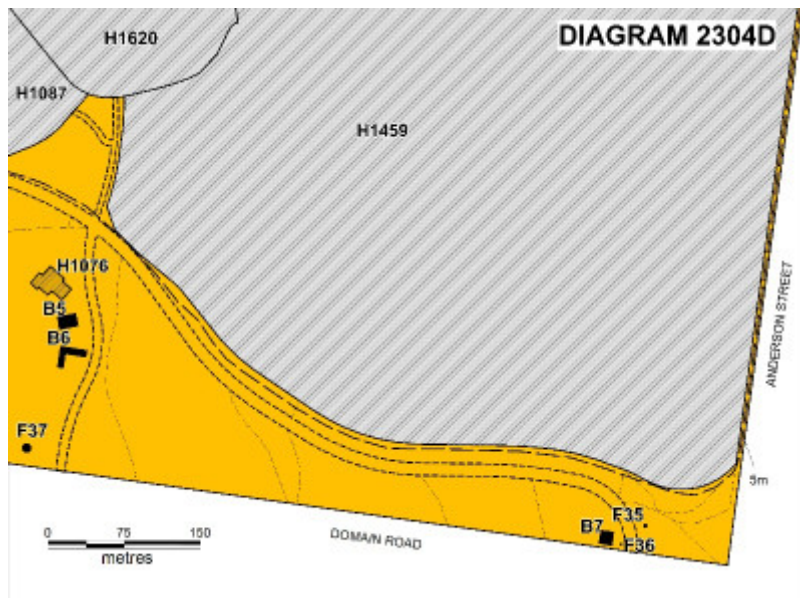 H1620
DIAGRAM 2304D
H1087
H1459
H1076
ANDERSON STREET
B5
B6
F37
5m
0 75 150
metres
DOMAIN ROAD
F35
B7
F36